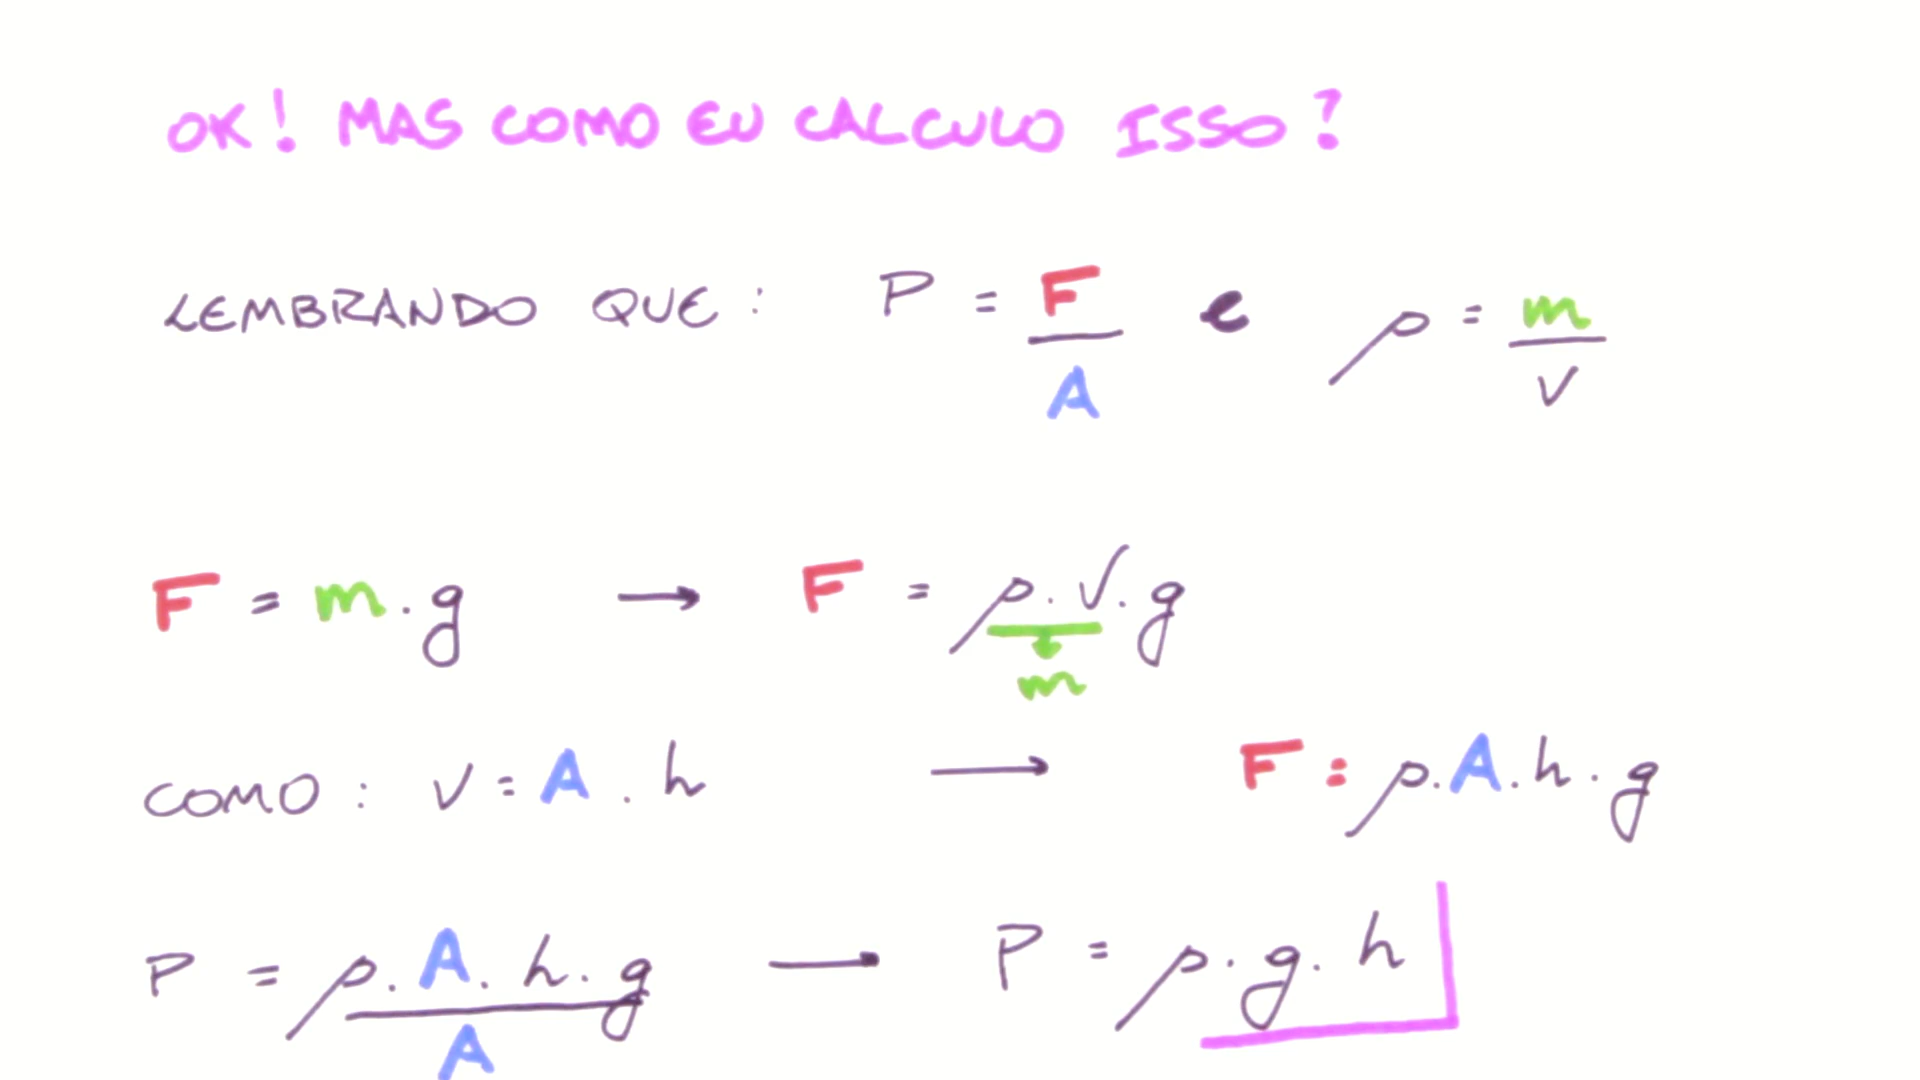 OK! MAS COMO EU CALCULO ISSO?
LEMBRANDO QUE: P = F/A e ρ = m/V
F = m.g → F = ρ.V.g
m
COMO: V = A.h → F = ρ.A.h.g
P = ρ.A.h.g/A → P = ρ.g.h